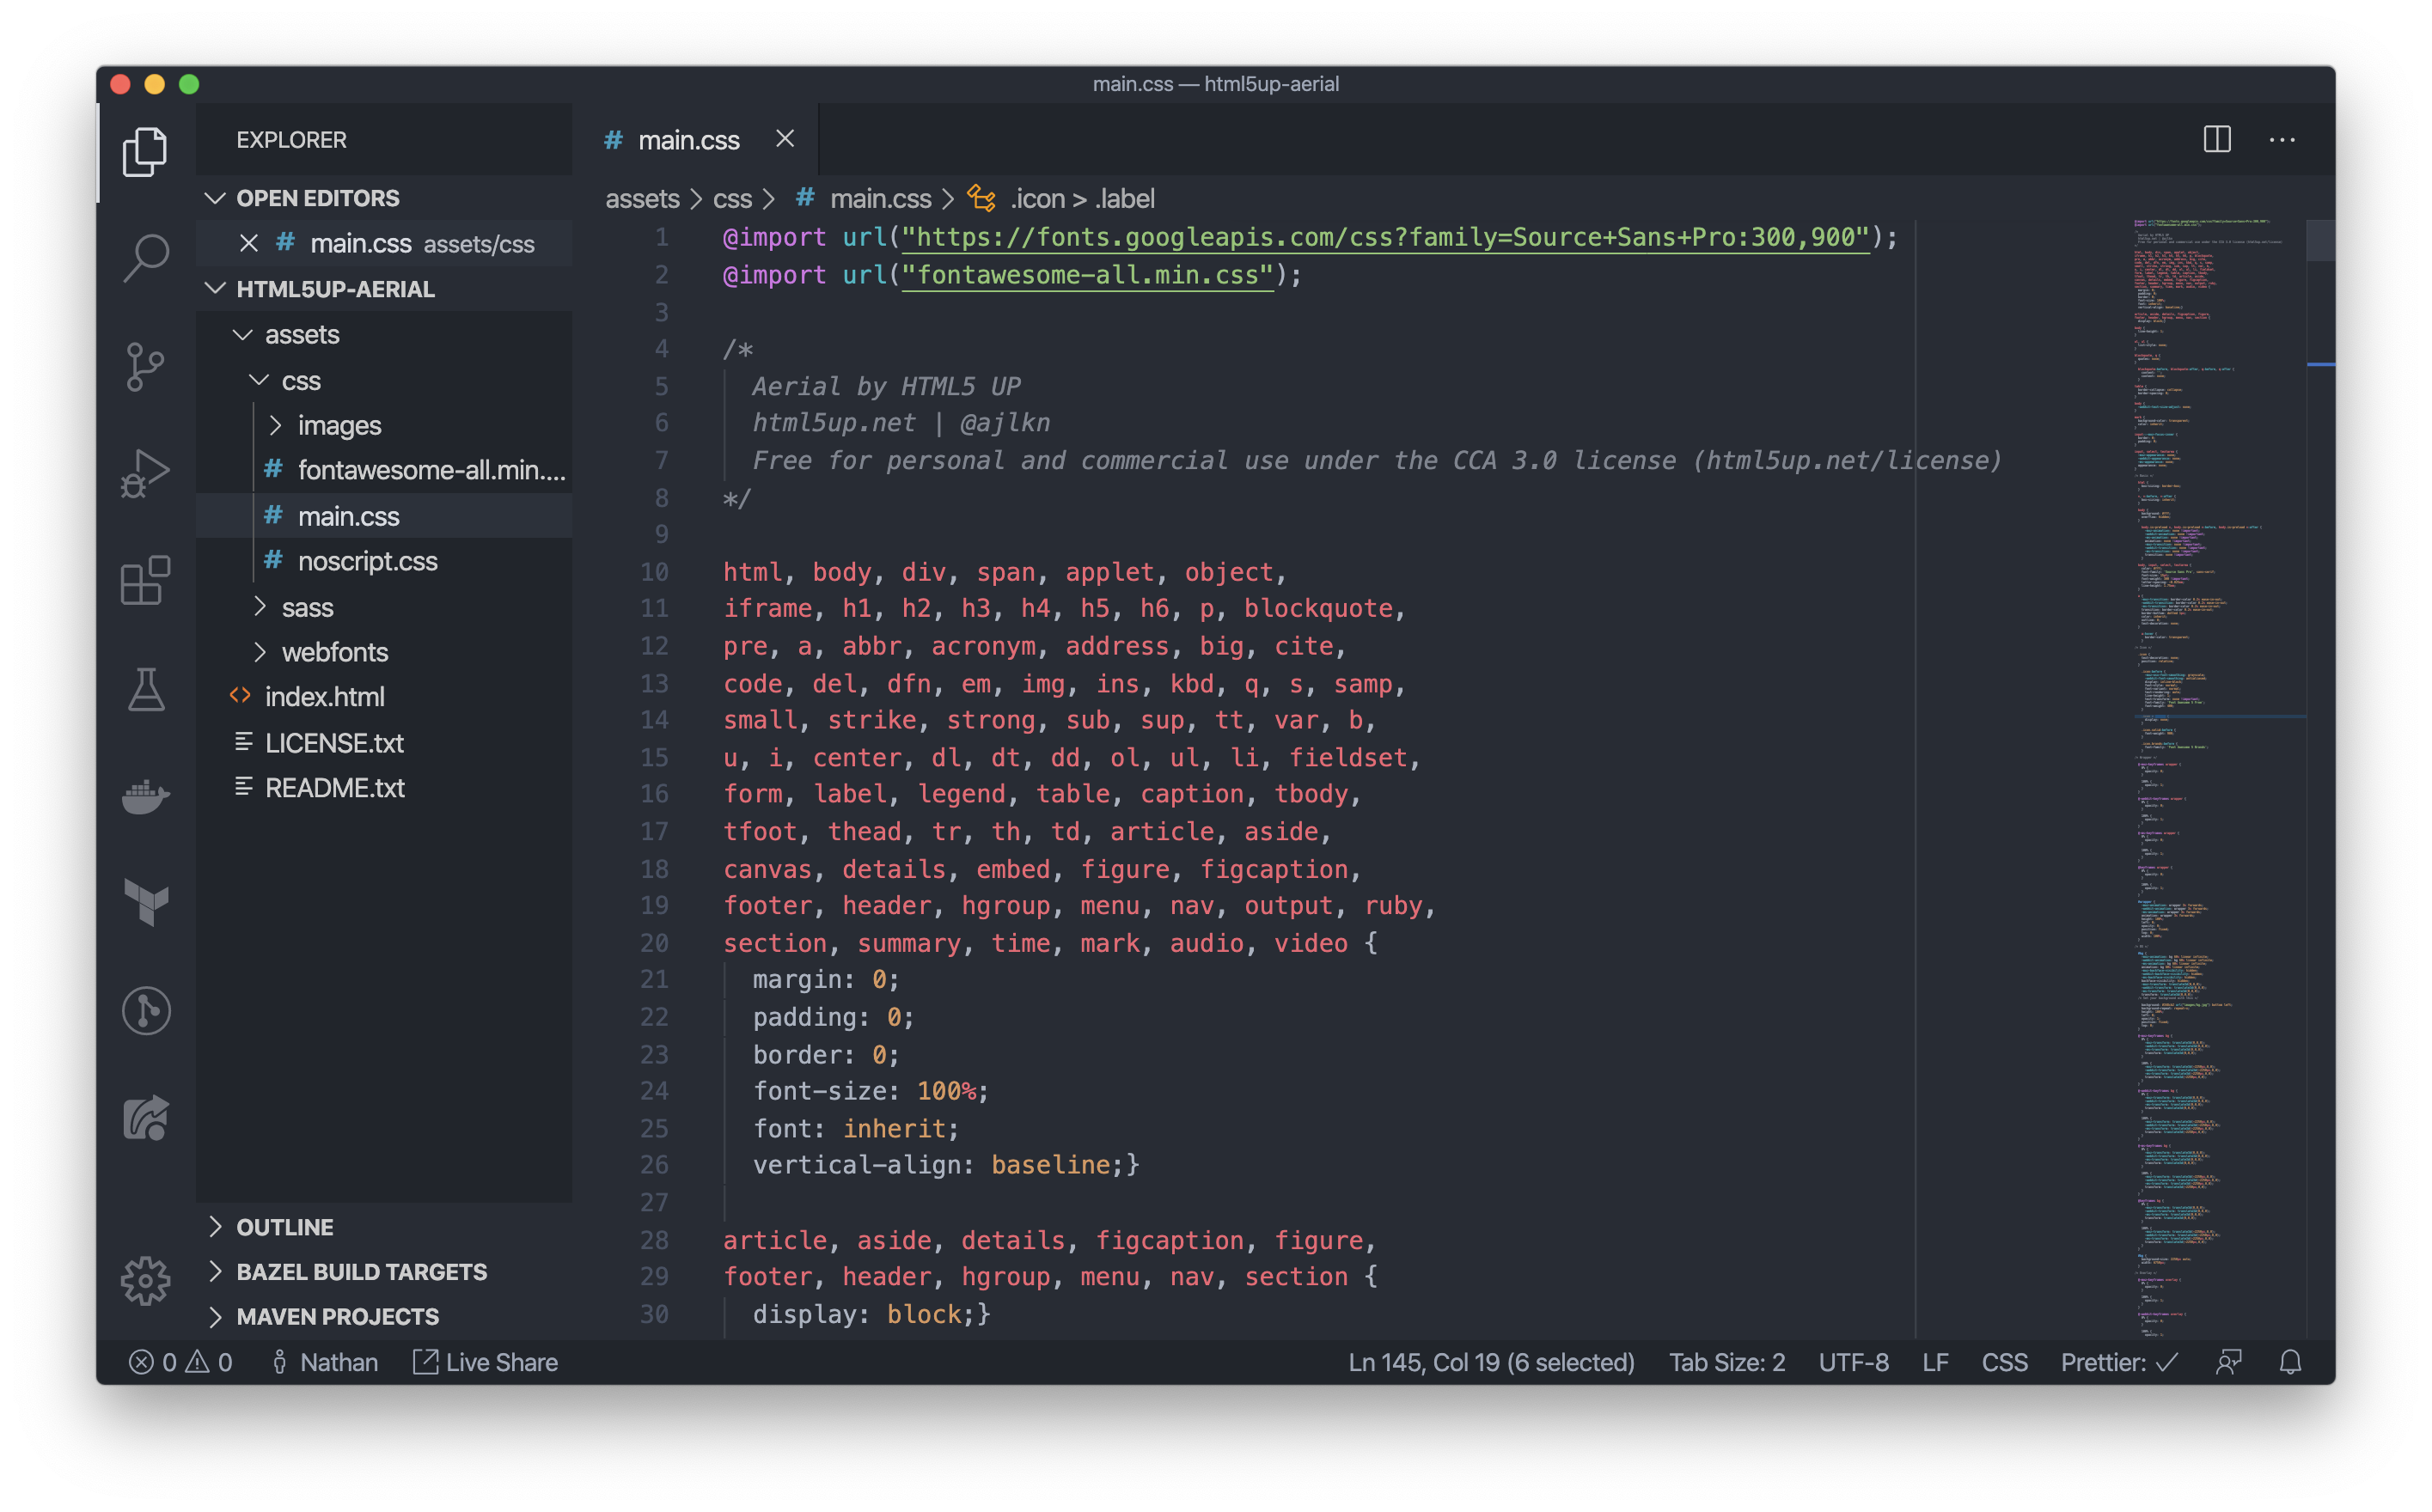 main.css — html5up-aerial
EXPLORER
OPEN EDITORS
main.css assets/css
HTML5UP-AERIAL
assets
css
images
fontawesome-all.min....
main.css
noscript.css
sass
webfonts
index.html
LICENSE.txt
README.txt
OUTLINE
BAZEL BUILD TARGETS
MAVEN PROJECTS
# main.css
assets > css > # main.css > .icon > .label
1 @import url("https://fonts.googleapis.com/css?family=Source+Sans+Pro:300,900");
2 @import url("fontawesome-all.min.css");
3
4 /*
5 Aerial by HTML5 UP
6 html5up.net | @ajlkn
7 Free for personal and commercial use under the CCA 3.0 license (html5up.net/license)
8 */
9
10 html, body, div, span, applet, object,
11 iframe, h1, h2, h3, h4, h5, h6, p, blockquote,
12 pre, a, abbr, acronym, address, big, cite,
13 code, del, dfn, em, img, ins, kbd, q, s, samp,
14 small, strike, strong, sub, sup, tt, var, b,
15 u, i, center, dl, dt, dd, ol, ul, li, fieldset,
16 form, label, legend, table, caption, tbody,
17 tfoot, thead, tr, th, td, article, aside,
18 canvas, details, embed, figure, figcaption,
19 footer, header, hgroup, menu, nav, output, ruby,
20 section, summary, time, mark, audio, video {
21 margin: 0;
22 padding: 0;
23 border: 0;
24 font-size: 100%;
25 font: inherit;
26 vertical-align: baseline;}
27
28 article, aside, details, figcaption, figure,
29 footer, header, hgroup, menu, nav, section {
30 display: block;}
0 0 Nathan Live Share Ln 145, Col 19 (6 selected) Tab Size: 2 UTF-8 LF CSS Prettier: ✓